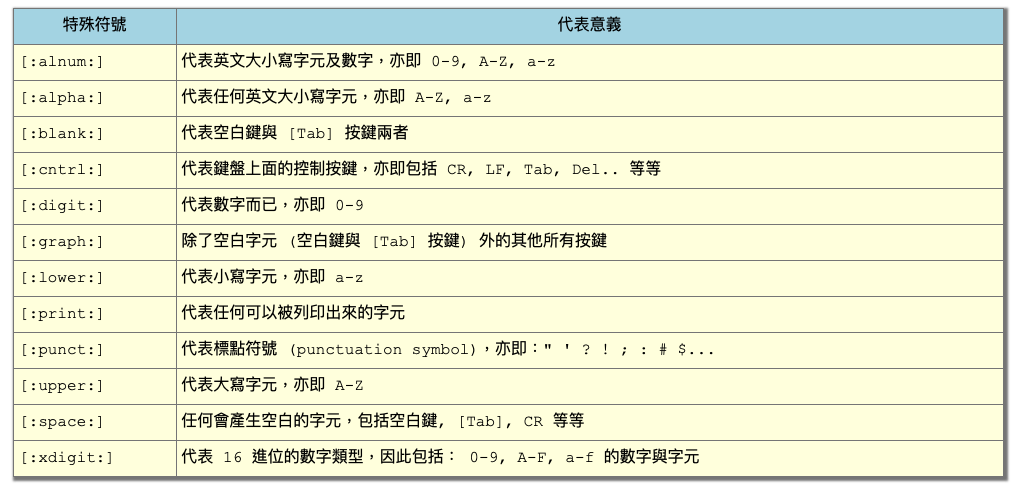 特殊符號 代表意義
[:alnum:] 代表英文大小寫字元及數字，亦即 0-9, A-Z, a-z
[:alpha:] 代表任何英文大小寫字元，亦即 A-Z, a-z
[:blank:] 代表空白鍵與 [Tab] 按鍵兩者
[:cntrl:] 代表鍵盤上面的控制按鍵，亦即包括 CR, LF, Tab, Del.. 等等
[:digit:] 代表數字而已，亦即 0-9
[:graph:] 除了空白字元 (空白鍵與 [Tab] 按鍵) 外的其他所有按鍵
[:lower:] 代表小寫字元，亦即 a-z
[:print:] 代表任何可以被列印出來的字元
[:punct:] 代表標點符號 (punctuation symbol)，亦即：" ' ? ! ; : # $...
[:upper:] 代表大寫字元，亦即 A-Z
[:space:] 任何會產生空白的字元，包括空白鍵, [Tab], CR 等等
[:xdigit:] 代表 16 進位的數字類型，因此包括： 0-9, A-F, a-f 的數字與字元